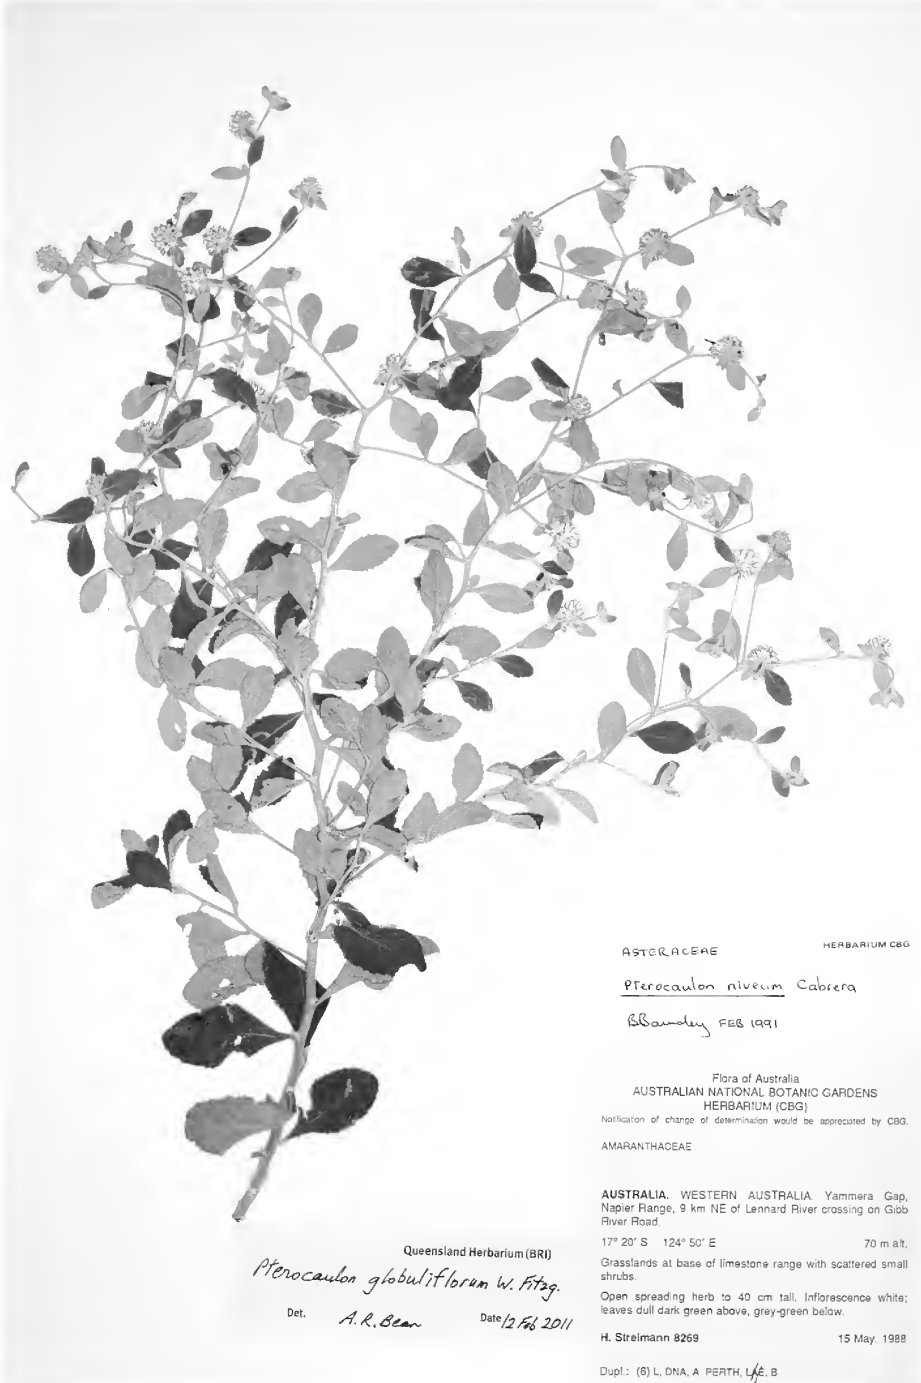 HERBARIUM CBG
ASTERACEAE
Pterocaulon niveum Cabrera
FEB 1991
Flora of Australia
AUSTRALIAN NATIONAL BOTANIC GARDENS
HERBARIUM (CBG)
Notification of change of determination would be appreciated by CBG.
AMARANTHACEAE
AUSTRALIA. WESTERN AUSTRALIA. Yammera Gap,
Napier Range, 9 km NE of Lennard River crossing on Gibb
River Road.
17° 20' S 124° 50' E 70 m alt.
Grasslands at base of limestone range with scattered small
shrubs.
Open spreading herb to 40 cm tall. Inflorescence white;
leaves dull dark green above, grey-green below.
H. Streimann 8269 15 May. 1988
Dupl.: (6) L, DNA, A PERTH, B
Queensland Herbarium (BRI)
Pterocaulon globuliflorum W. Fitzg.
Det. A.R. Bean Date 12 Feb 2011